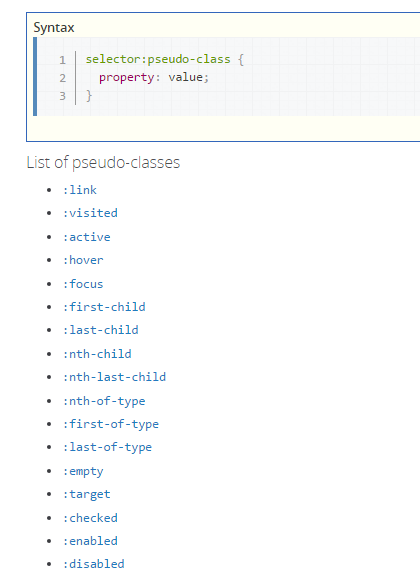 Syntax
1 selector:pseudo-class {
2   property: value;
3 }
List of pseudo-classes
• :link
• :visited
• :active
• :hover
• :focus
• :first-child
• :last-child
• :nth-child
• :nth-last-child
• :nth-of-type
• :first-of-type
• :last-of-type
• :empty
• :target
• :checked
• :enabled
• :disabled